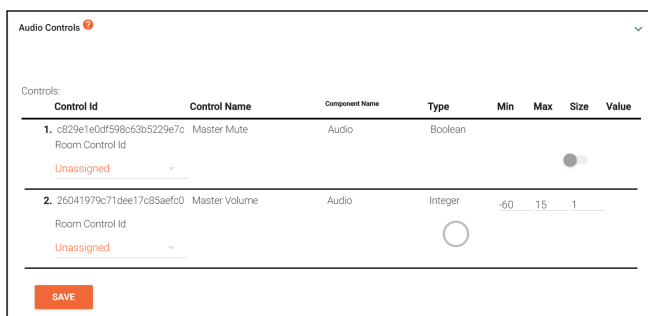 Audio Controls ?
Controls:
Control Id Control Name Component Name Type Min Max Size Value
1. c829e1e0df598c63b5229e7c Master Mute Audio Boolean
Room Control Id
Unassigned
2. 26041979c71dee17c85aefc0 Master Volume Audio Integer -60 15 1
Room Control Id
Unassigned
SAVE